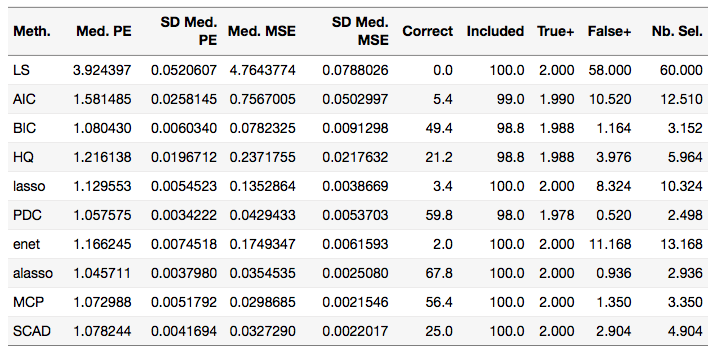 Meth. Med. PE SD Med. PE Med. MSE SD Med. MSE Correct Included True+ False+ Nb. Sel.
LS 3.924397 0.0520607 4.7643774 0.0788026 0.0 100.0 2.000 58.000 60.000
AIC 1.581485 0.0258145 0.7567005 0.0502997 5.4 99.0 1.990 10.520 12.510
BIC 1.080430 0.0060340 0.0782325 0.0091298 49.4 98.8 1.988 1.164 3.152
HQ 1.216138 0.0196712 0.2371755 0.0217632 21.2 98.8 1.988 3.976 5.964
lasso 1.129553 0.0054523 0.1352864 0.0038669 3.4 100.0 2.000 8.324 10.324
PDC 1.057575 0.0034222 0.0429433 0.0053703 59.8 98.0 1.978 0.520 2.498
enet 1.166245 0.0074518 0.1749347 0.0061593 2.0 100.0 2.000 11.168 13.168
alasso 1.045711 0.0037980 0.0354535 0.0025080 67.8 100.0 2.000 0.936 2.936
MCP 1.072988 0.0051792 0.0298685 0.0021546 56.4 100.0 2.000 1.350 3.350
SCAD 1.078244 0.0041694 0.0327290 0.0022017 25.0 100.0 2.000 2.904 4.904